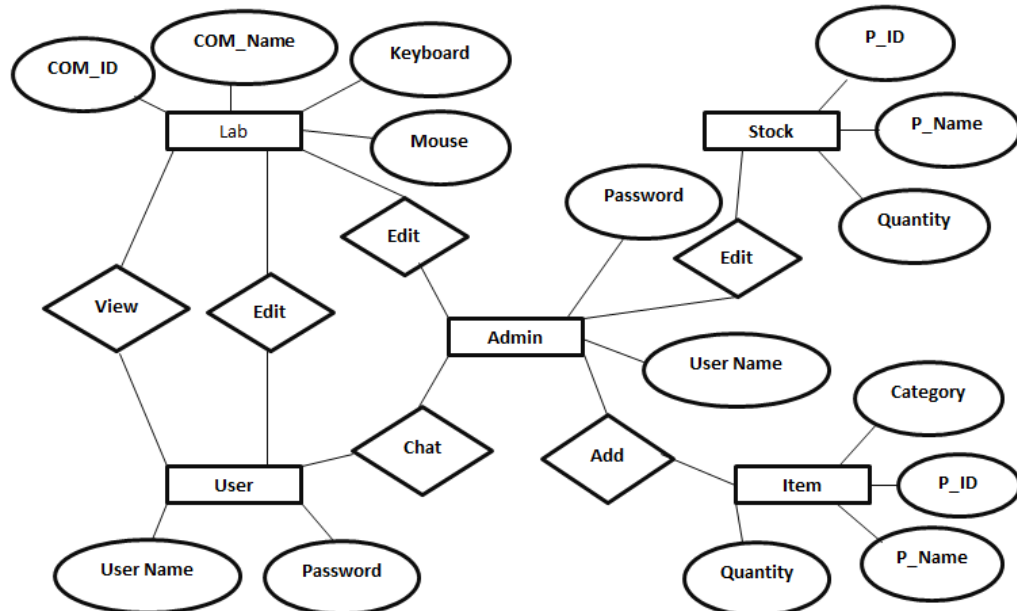 COM_Name
P_ID
COM_ID
Keyboard
Lab
Stock
P_Name
Mouse
Password
Quantity
Edit
Edit
View
Edit
Admin
User Name
Category
Chat
Add
User
Item
P_ID
User Name
Password
Quantity
P_Name